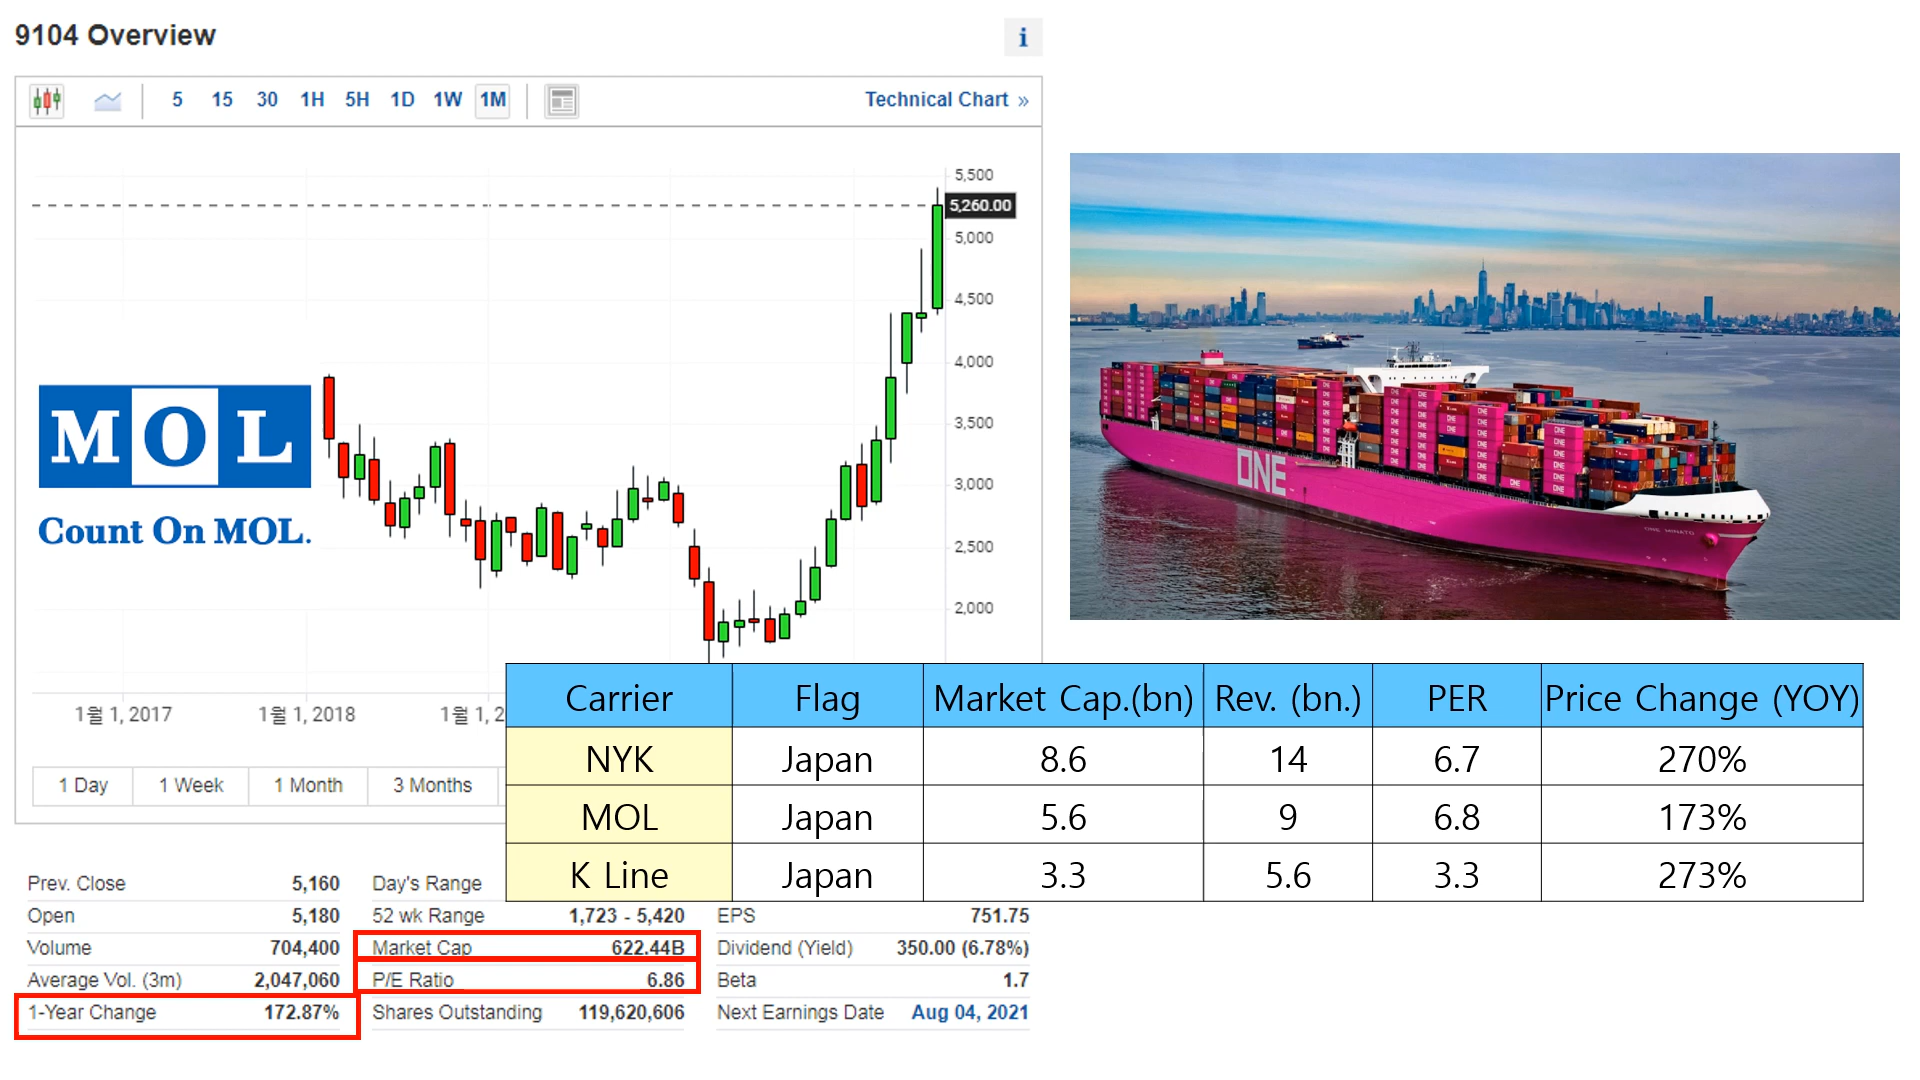 9104 Overview
i
5 15 30 1H 5H 1D 1W 1M
Technical Chart »
5,500
5,260.00
5,000
4,500
4,000
3,500
3,000
2,500
2,000
MOL
Count On MOL.
1월 1, 2017 1월 1, 2018 1월 1, 2
1 Day 1 Week 1 Month 3 Months
ONE
ONE MINATO
Carrier Flag Market Cap.(bn) Rev. (bn.) PER Price Change (YOY)
NYK Japan 8.6 14 6.7 270%
MOL Japan 5.6 9 6.8 173%
K Line Japan 3.3 5.6 3.3 273%
Prev. Close 5,160 Day's Range
Open 5,180 52 wk Range 1,723 - 5,420 EPS 751.75
Volume 704,400 Market Cap 622.44B Dividend (Yield) 350.00 (6.78%)
Average Vol. (3m) 2,047,060 P/E Ratio 6.86 Beta 1.7
1-Year Change 172.87% Shares Outstanding 119,620,606 Next Earnings Date Aug 04, 2021